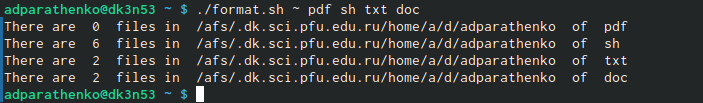 adparathenko@dk3n53 ~ $ ./format.sh ~ pdf sh txt doc
There are  0  files in  /afs/.dk.sci.pfu.edu.ru/home/a/d/adparathenko  of  pdf
There are  6  files in  /afs/.dk.sci.pfu.edu.ru/home/a/d/adparathenko  of  sh
There are  2  files in  /afs/.dk.sci.pfu.edu.ru/home/a/d/adparathenko  of  txt
There are  2  files in  /afs/.dk.sci.pfu.edu.ru/home/a/d/adparathenko  of  doc
adparathenko@dk3n53 ~ $